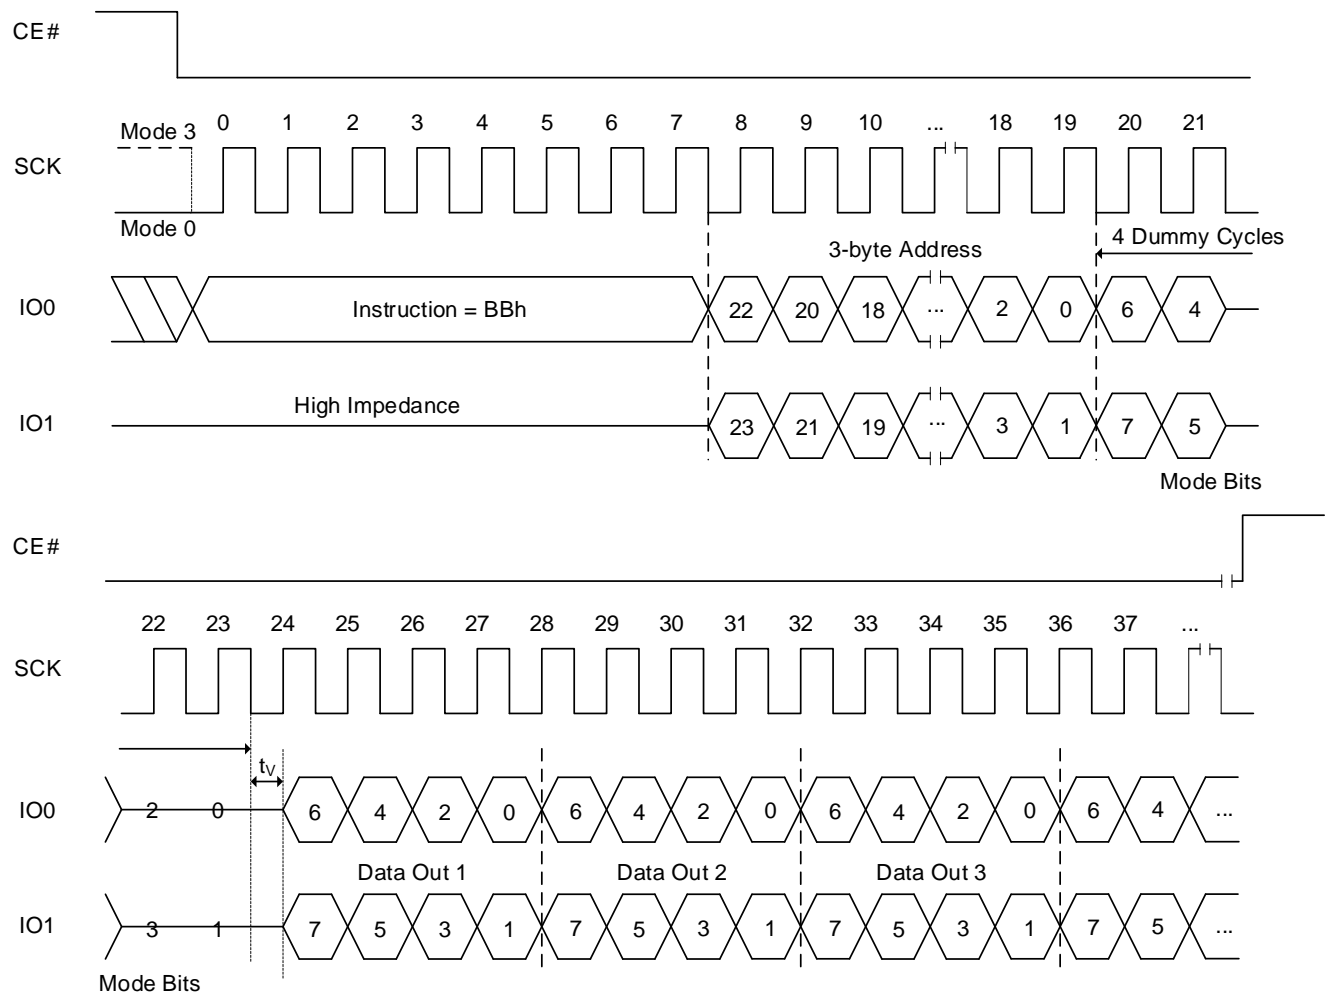 CE#
Mode 3 0 1 2 3 4 5 6 7 8 9 10 ... 18 19 20 21
SCK
Mode 0
3-byte Address 4 Dummy Cycles
IO0 Instruction = BBh 22 20 18 ... 2 0 6 4
High Impedance
IO1 23 21 19 ... 3 1 7 5
Mode Bits
CE#
22 23 24 25 26 27 28 29 30 31 32 33 34 35 36 37 ...
SCK
tV
IO0 2 0 6 4 2 0 6 4 2 0 6 4 2 0 6 4 ...
Data Out 1 Data Out 2 Data Out 3
IO1 3 1 7 5 3 1 7 5 3 1 7 5 3 1 7 5 ...
Mode Bits